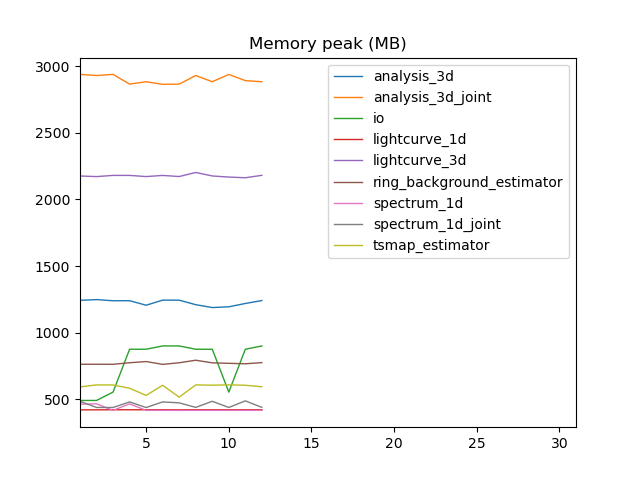 Memory peak (MB)
3000
2500
2000
1500
1000
500
5
10
15
20
25
30
analysis_3d
analysis_3d_joint
io
lightcurve_1d
lightcurve_3d
ring_background_estimator
spectrum_1d
spectrum_1d_joint
tsmap_estimator